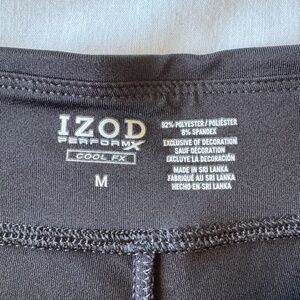 IZOD
PERFORMX
COOL FX
M
92% POLYESTER / POLIÉSTER
8% SPANDEX
EXCLUSIVE OF DECORATION
SAUF DÉCORATION
EXCLUYE LA DECORACIÓN
MADE IN SRI LANKA
FABRIQUÉ AU SRI LANKA
HECHO EN SRI LANKA